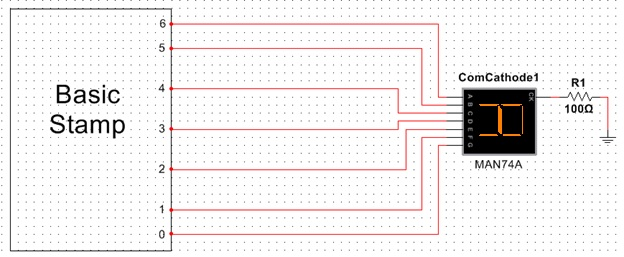 6
5
4
3
2
1
0
Basic
Stamp
ComCathode1
A
B
C
D
E
F
G
CK
MAN74A
R1
100Ω